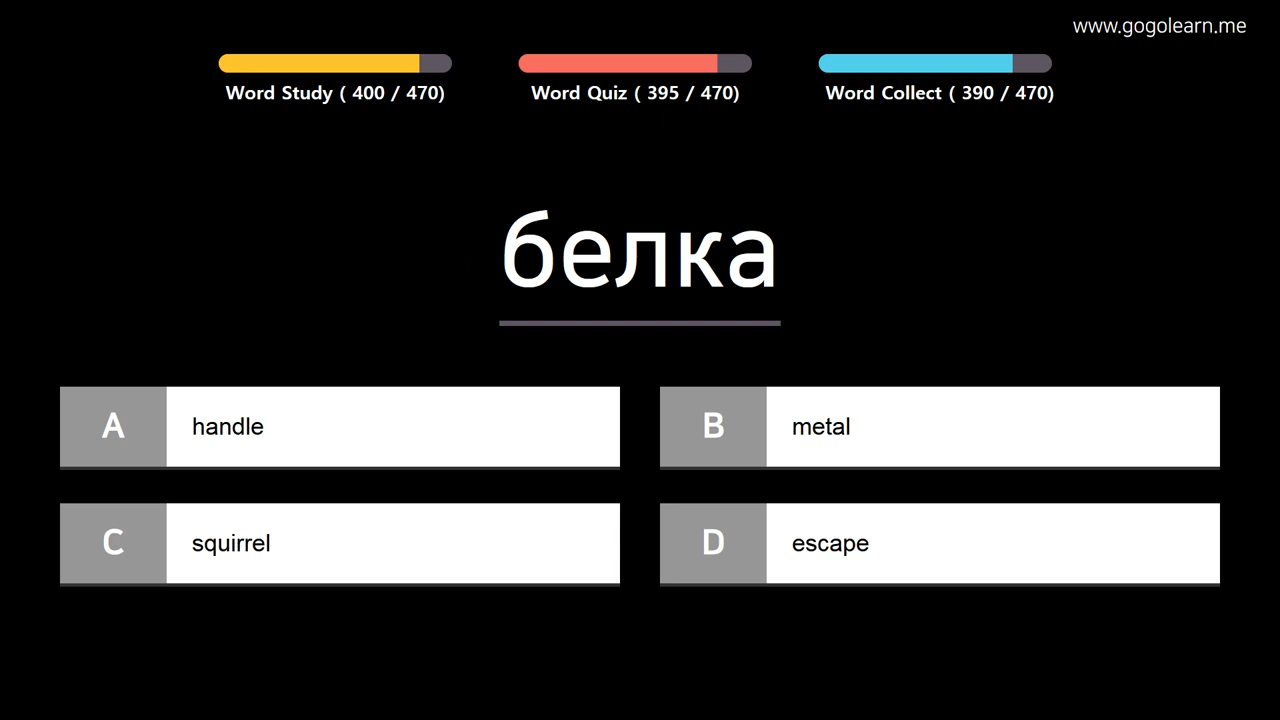 www.gogolearn.me
Word Study ( 400 / 470)
Word Quiz ( 395 / 470)
Word Collect ( 390 / 470)
белка
A
handle
B
metal
C
squirrel
D
escape